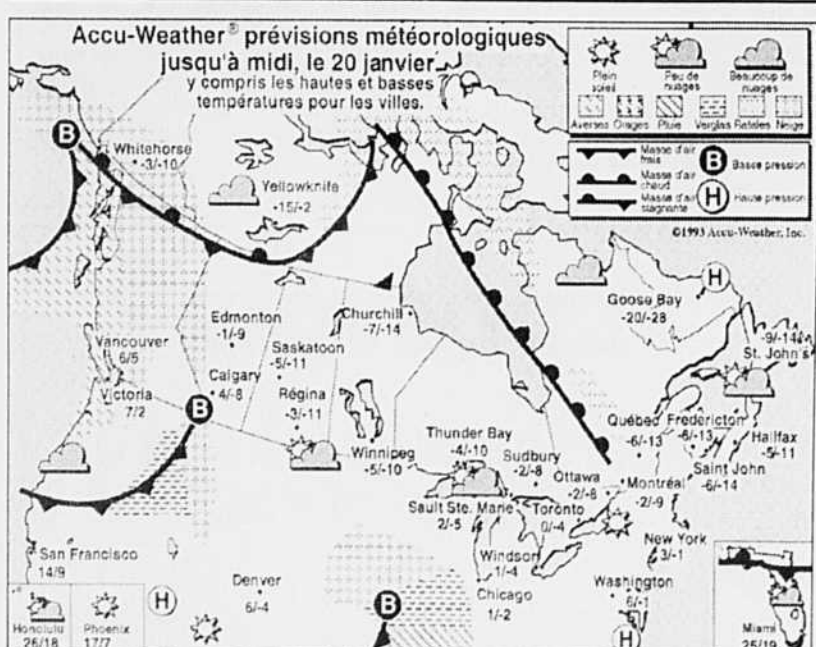 Accu-Weather® prévisions météorologiques
jusqu'à midi, le 20 janvier
y compris les hautes et basses
températures pour les villes.
Plein soleil
Peu de nuages
Beaucoup de nuages
Averses Orages Pluie Verglas Rafales Neige
Masse d'air frais
Masse d'air chaud
Masse d'air stagnante
B Basse pression
H Haute pression
©1993 Accu-Weather, Inc.
B
Whitehorse
-3/-10
Yellowknife
-15/-2
H
Goose Bay
-20/-28
Churchill
-7/-14
Edmonton
-1/-9
Saskatoon
-5/-11
Vancouver
6/5
Calgary
4/-8
Victoria
7/2
B
Régina
-3/-11
Winnipeg
-5/-10
-9/-14
St. John's
Thunder Bay
-4/-10
Sudbury
-2/-8
Ottawa
-2/-8
Québec
-6/-13
Fredericton
-6/-13
Halifax
-5/-11
Saint John
-6/-14
Montréal
-2/-9
Sault Ste. Marie
2/-5
Toronto
0/-4
Windsor
1/-4
New York
3/-1
San Francisco
14/9
Denver
6/-4
Chicago
1/-2
Washington
6/-1
H
B
H
Honolulu
26/18
Phoenix
17/7
Miami
25/19